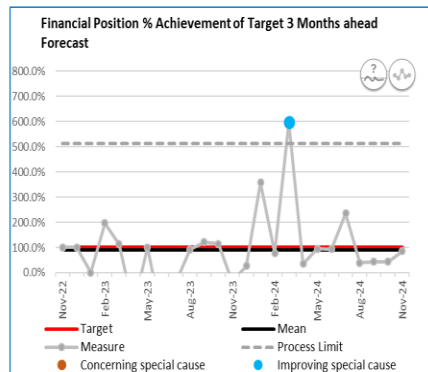 Financial Position % Achievement of Target 3 Months ahead
Forecast
?
800.0%
700.0%
600.0%
500.0%
400.0%
300.0%
200.0%
100.0%
0.0%
Nov-22
Feb-23
May-23
Aug-23
Nov-23
Feb-24
May-24
Aug-24
Nov-24
Target
Mean
Measure
Process Limit
Concerning special cause
Improving special cause